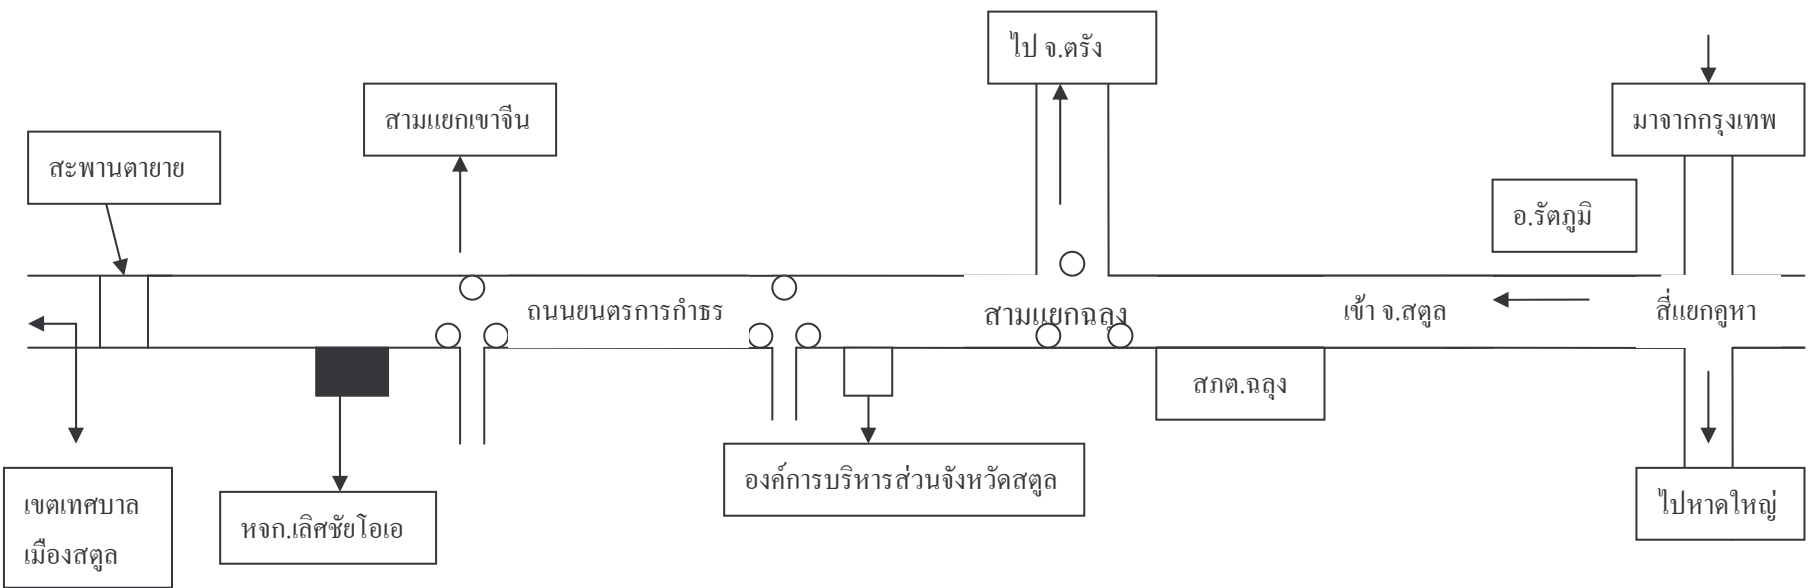 ไป จ.ตรัง
สามแยกเขาจีน
มาจากกรุงเทพ
สะพานตายาย
อ.รัตภูมิ
ถนนยนตรการกำธร
สามแยกฉลุง
เข้า จ.สตูล
สี่แยกคูหา
สภต.ฉลุง
องค์การบริหารส่วนจังหวัดสตูล
เขตเทศบาล
เมืองสตูล
หจก.เลิศชัยโอเอ
ไปหาดใหญ่